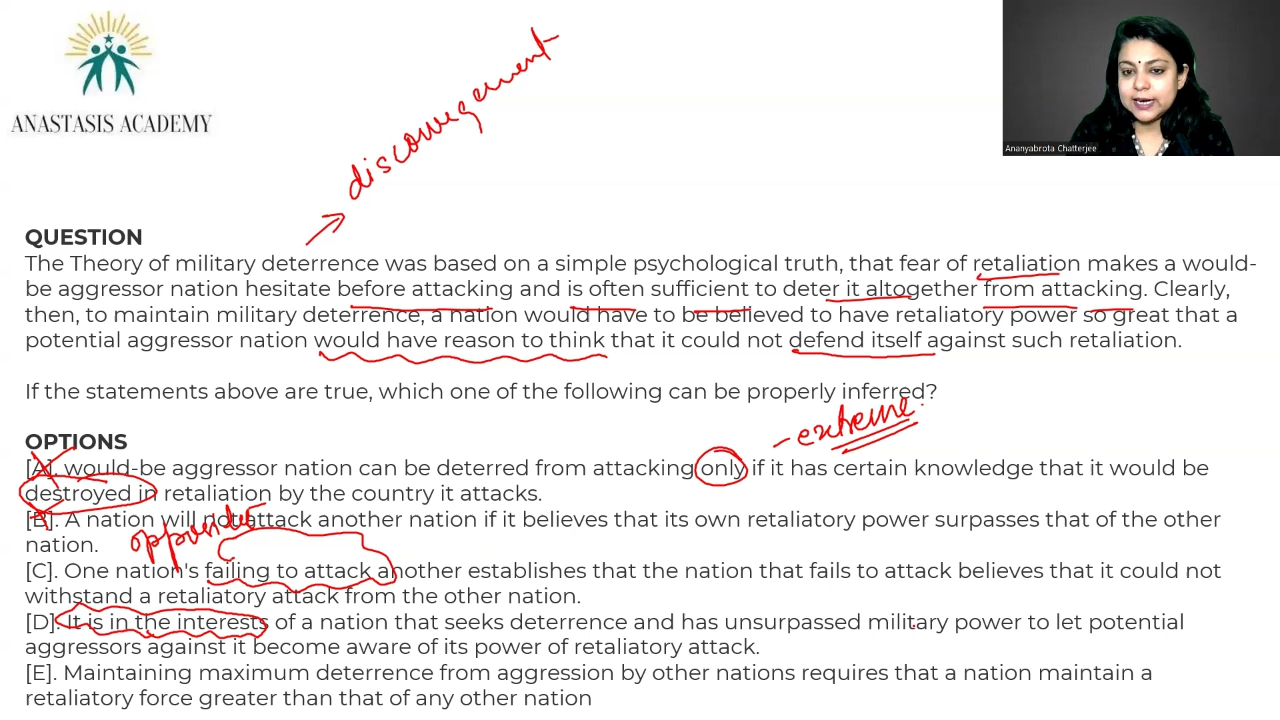 discouragement
ANASTASIS ACADEMY
Ananyabrota Chatterjee
QUESTION
The Theory of military deterrence was based on a simple psychological truth, that fear of retaliation makes a would-
be aggressor nation hesitate before attacking and is often sufficient to deter it altogether from attacking. Clearly,
then, to maintain military deterrence, a nation would have to be believed to have retaliatory power so great that a
potential aggressor nation would have reason to think that it could not defend itself against such retaliation.
If the statements above are true, which one of the following can be properly inferred?
- extreme.
OPTIONS
[A]. would-be aggressor nation can be deterred from attacking only if it has certain knowledge that it would be
destroyed in retaliation by the country it attacks.
[B]. A nation will not attack another nation if it believes that its own retaliatory power surpasses that of the other
nation.
opposite
[C]. One nation's failing to attack another establishes that the nation that fails to attack believes that it could not
withstand a retaliatory attack from the other nation.
[D]. It is in the interests of a nation that seeks deterrence and has unsurpassed military power to let potential
aggressors against it become aware of its power of retaliatory attack.
[E]. Maintaining maximum deterrence from aggression by other nations requires that a nation maintain a
retaliatory force greater than that of any other nation